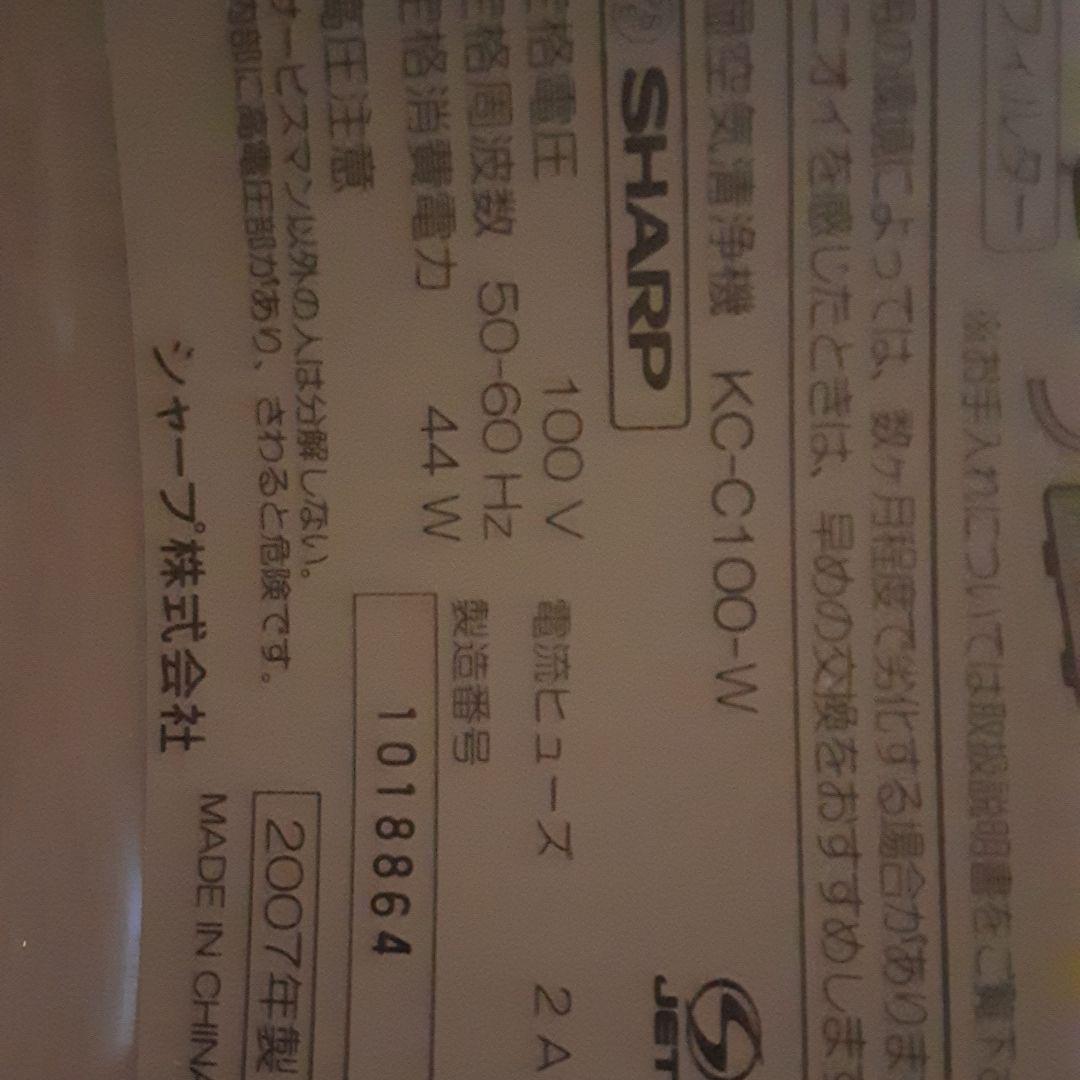 フィルター
※お手入れについては取扱説明書をご覧下さ
用の環境によっては、数ヶ月程度で劣化する場合がありま
ニオイを感じたときは、早めの交換をおすすめします
用空気清浄機 KC-C100-W
SHARP
JET
定格電圧 100 V 電流ヒューズ 2 A
定格周波数 50-60 Hz 製造番号
定格消費電力 44 W 1018864
高圧注意
サービスマン以外の人は分解しない。
内部に高電圧部があり、さわると危険です。
2007年製
シャープ株式会社 MADE IN CHINA